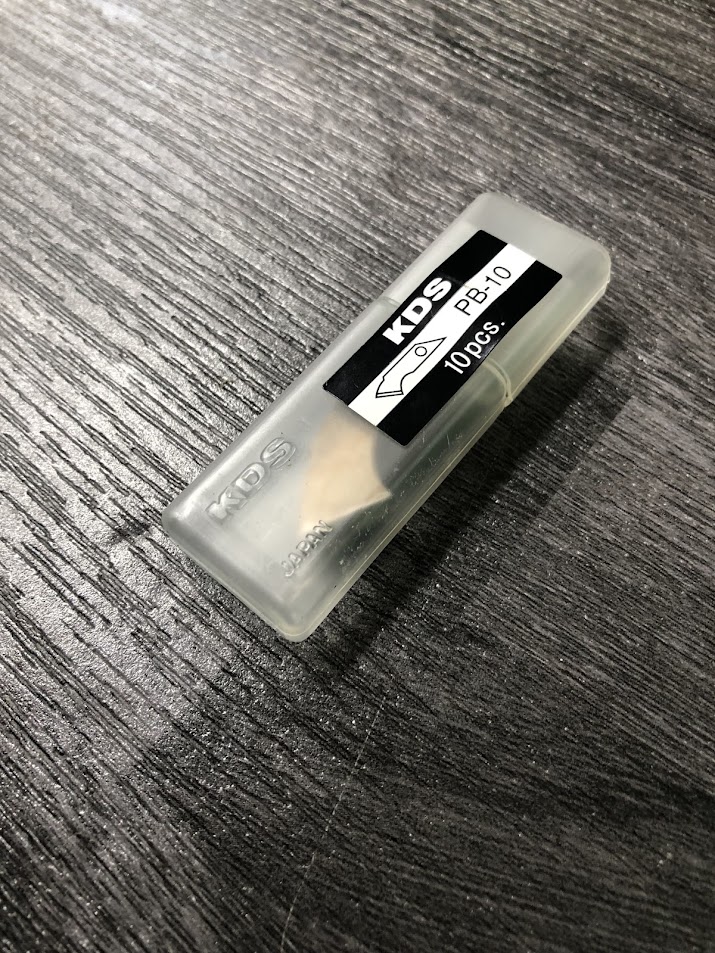 KDS
PB-10
10pcs.
KDS
JAPAN